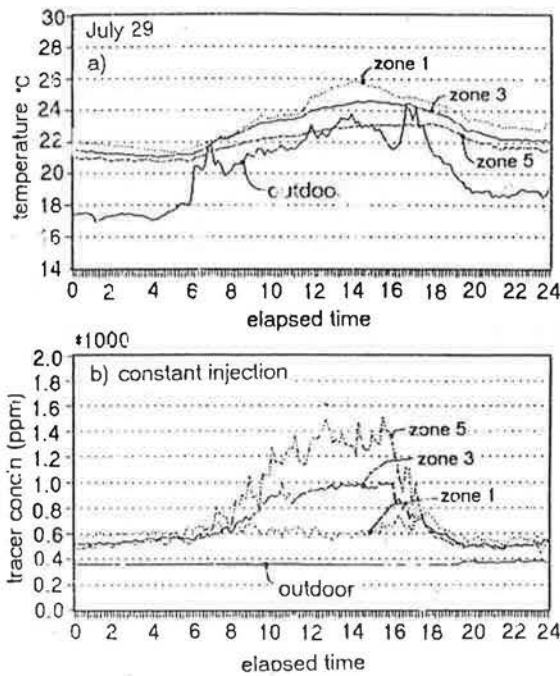 July 29
a)
30
28
26
24
22
20
18
16
14
temperature °C
zone 1
zone 3
zone 5
outdoo
0 2 4 6 8 10 12 14 16 18 20 22 24
elapsed time
*1000
b) constant injection
2.0
1.8
1.6
1.4
1.2
1.0
0.8
0.6
0.4
0.2
0.0
tracer conc'n (ppm)
zone 5
zone 3
zone 1
outdoor
0 2 4 6 8 10 12 14 16 18 20 22 24
elapsed time